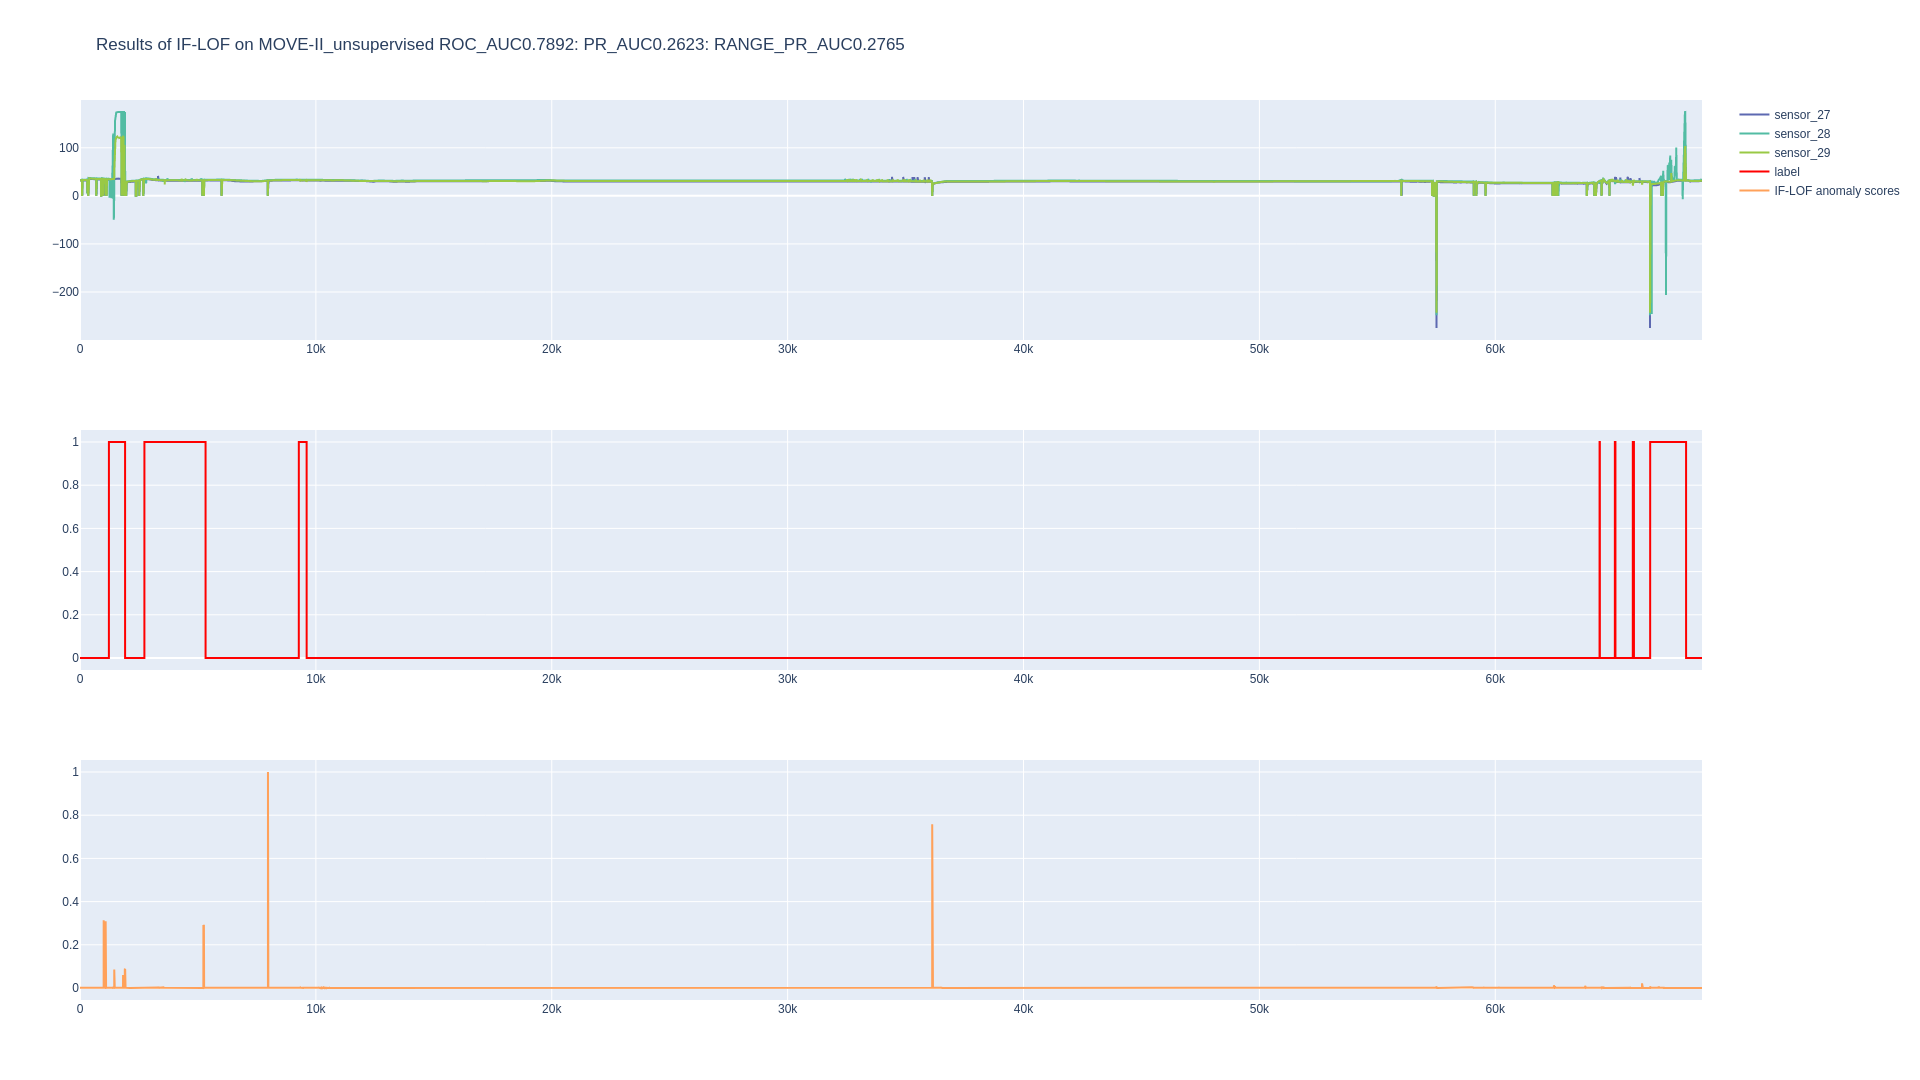 Results of IF-LOF on MOVE-II_unsupervised ROC_AUC0.7892: PR_AUC0.2623: RANGE_PR_AUC0.2765
100
0
−100
−200
0 10k 20k 30k 40k 50k 60k
sensor_27
sensor_28
sensor_29
label
IF-LOF anomaly scores
1
0.8
0.6
0.4
0.2
0
0 10k 20k 30k 40k 50k 60k
1
0.8
0.6
0.4
0.2
0
0 10k 20k 30k 40k 50k 60k